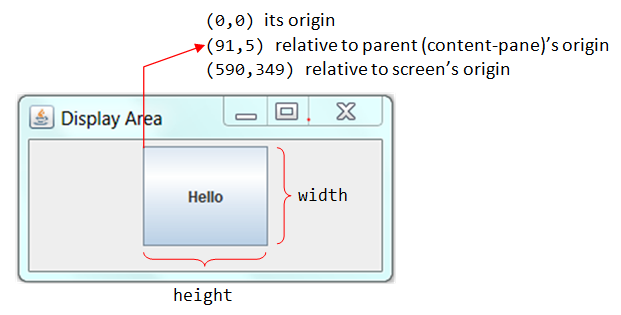 (0,0) its origin
(91,5) relative to parent (content-pane)’s origin
(590,349) relative to screen’s origin
Display Area
Hello
width
height